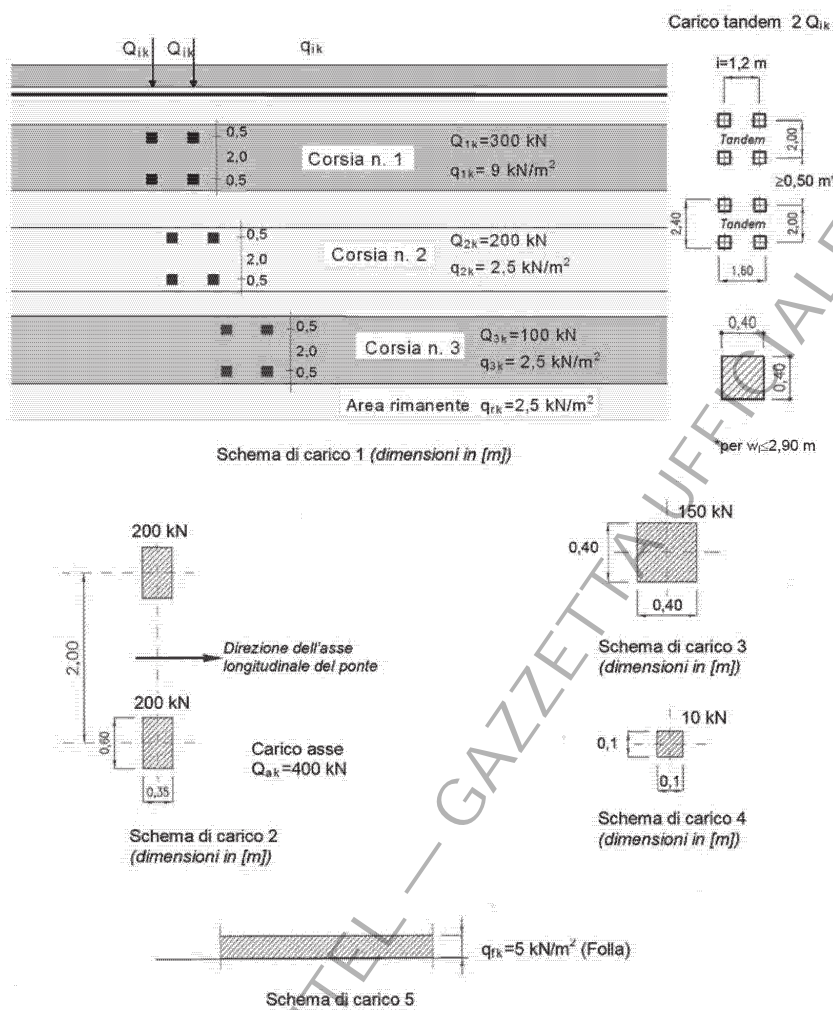 Carico tandem 2 Qik
Qik Qik qik
i=1,2 m
0,5
2,0
0,5
Corsia n. 1
Q1k=300 kN
q1k= 9 kN/m²
Tandem
2,00
≥0,50 m*
0,5
2,0
0,5
Corsia n. 2
Q2k=200 kN
q2k= 2,5 kN/m²
2,40
Tandem
2,00
1,60
0,5
2,0
0,5
Corsia n. 3
Q3k=100 kN
q3k= 2,5 kN/m²
0,40
0,40
Area rimanente qrk=2,5 kN/m²
*per wl≤2,90 m
Schema di carico 1 (dimensioni in [m])
200 kN
2,00
Direzione dell'asse
longitudinale del ponte
200 kN
0,60
0,35
Carico asse
Qak=400 kN
Schema di carico 2
(dimensioni in [m])
150 kN
0,40
0,40
Schema di carico 3
(dimensioni in [m])
10 kN
0,1
0,1
Schema di carico 4
(dimensioni in [m])
qfk=5 kN/m² (Folla)
Schema di carico 5
ITEL — GAZZETTA UFFICIALE